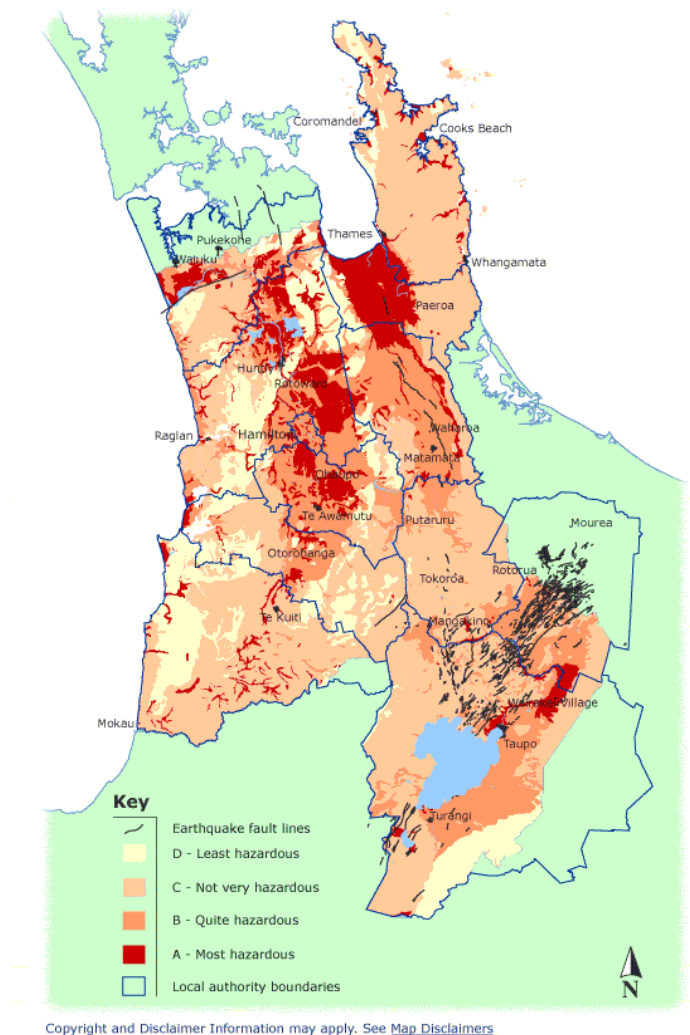 Coromandel
Cooks Beach
Thames
Whangamata
Pukekohe
Waiuku
Paeroa
Huntly
Rotowaro
Raglan
Hamilton
Waharoa
Matamata
Ohaupo
Te Awamutu
Putaruru
Mourea
Otorohanga
Rotorua
Tokoroa
Te Kuiti
Mangakino
Wairakei Village
Mokau
Taupo
Turangi
Key
Earthquake fault lines
D - Least hazardous
C - Not very hazardous
B - Quite hazardous
A - Most hazardous
Local authority boundaries
N
Copyright and Disclaimer Information may apply. See Map Disclaimers